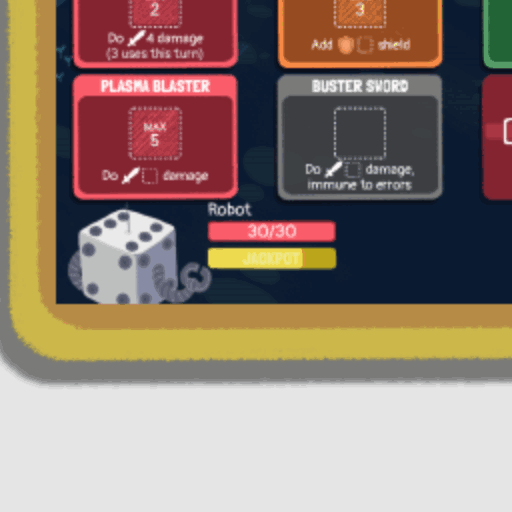 2
Do 4 damage
(3 uses this turn)
3
Add shield
PLASMA BLASTER
MAX
5
Do damage
BUSTER SWORD
Do damage,
immune to errors
Robot
30/30
JACKPOT